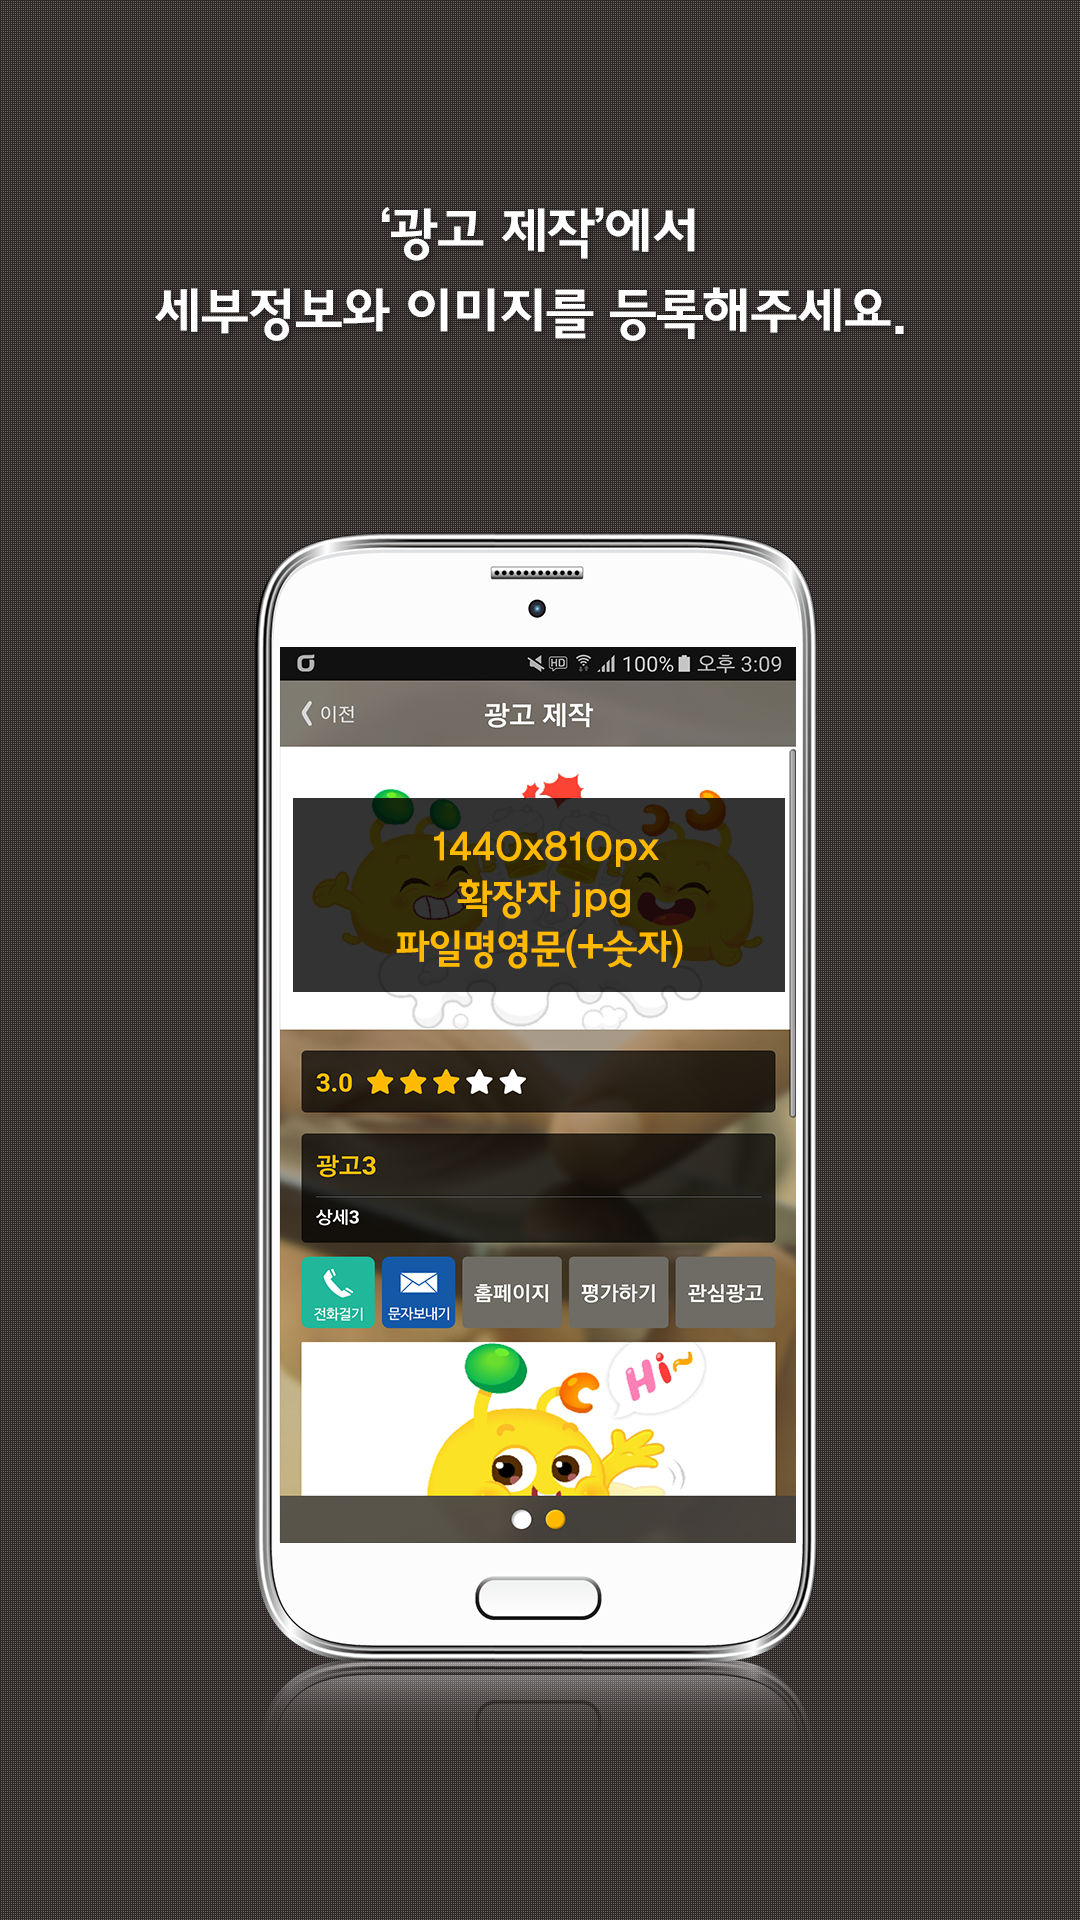 ‘광고 제작’에서
세부정보와 이미지를 등록해주세요.
HD 100% 오후 3:09
이전 광고 제작
1440x810px
확장자 jpg
파일명영문(+숫자)
3.0
광고3
상세3
전화걸기 문자보내기 홈페이지 평가하기 관심광고
Hi~